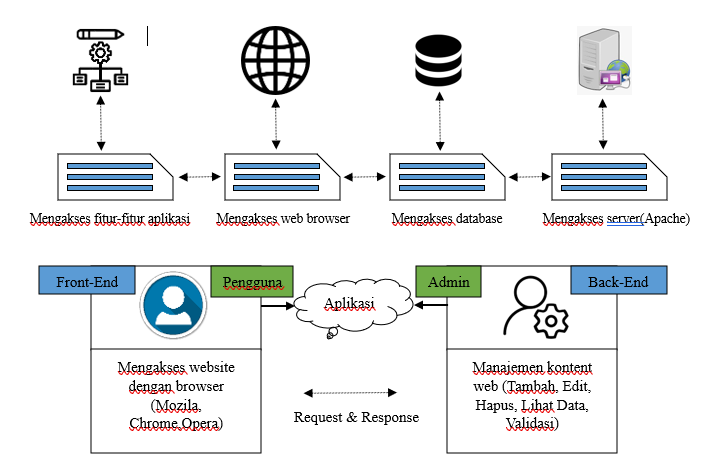 Mengakses fitur-fitur aplikasi
Mengakses web browser
Mengakses database
Mengakses server(Apache)
Front-End
Pengguna
Aplikasi
Admin
Back-End
Mengakses website
dengan browser
(Mozila,
Chrome,Opera)
Request & Response
Manajemen kontent
web (Tambah, Edit,
Hapus, Lihat Data,
Validasi)